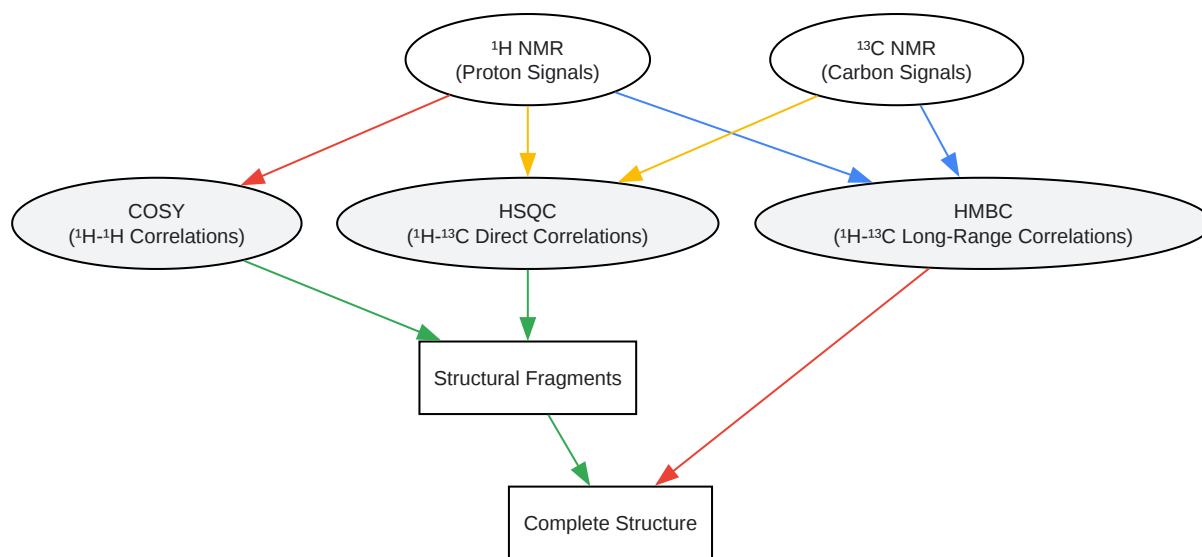 ¹H NMR
(Proton Signals)
¹³C NMR
(Carbon Signals)
COSY
(¹H-¹H Correlations)
HSQC
(¹H-¹³C Direct Correlations)
HMBC
(¹H-¹³C Long-Range Correlations)
Structural Fragments
Complete Structure